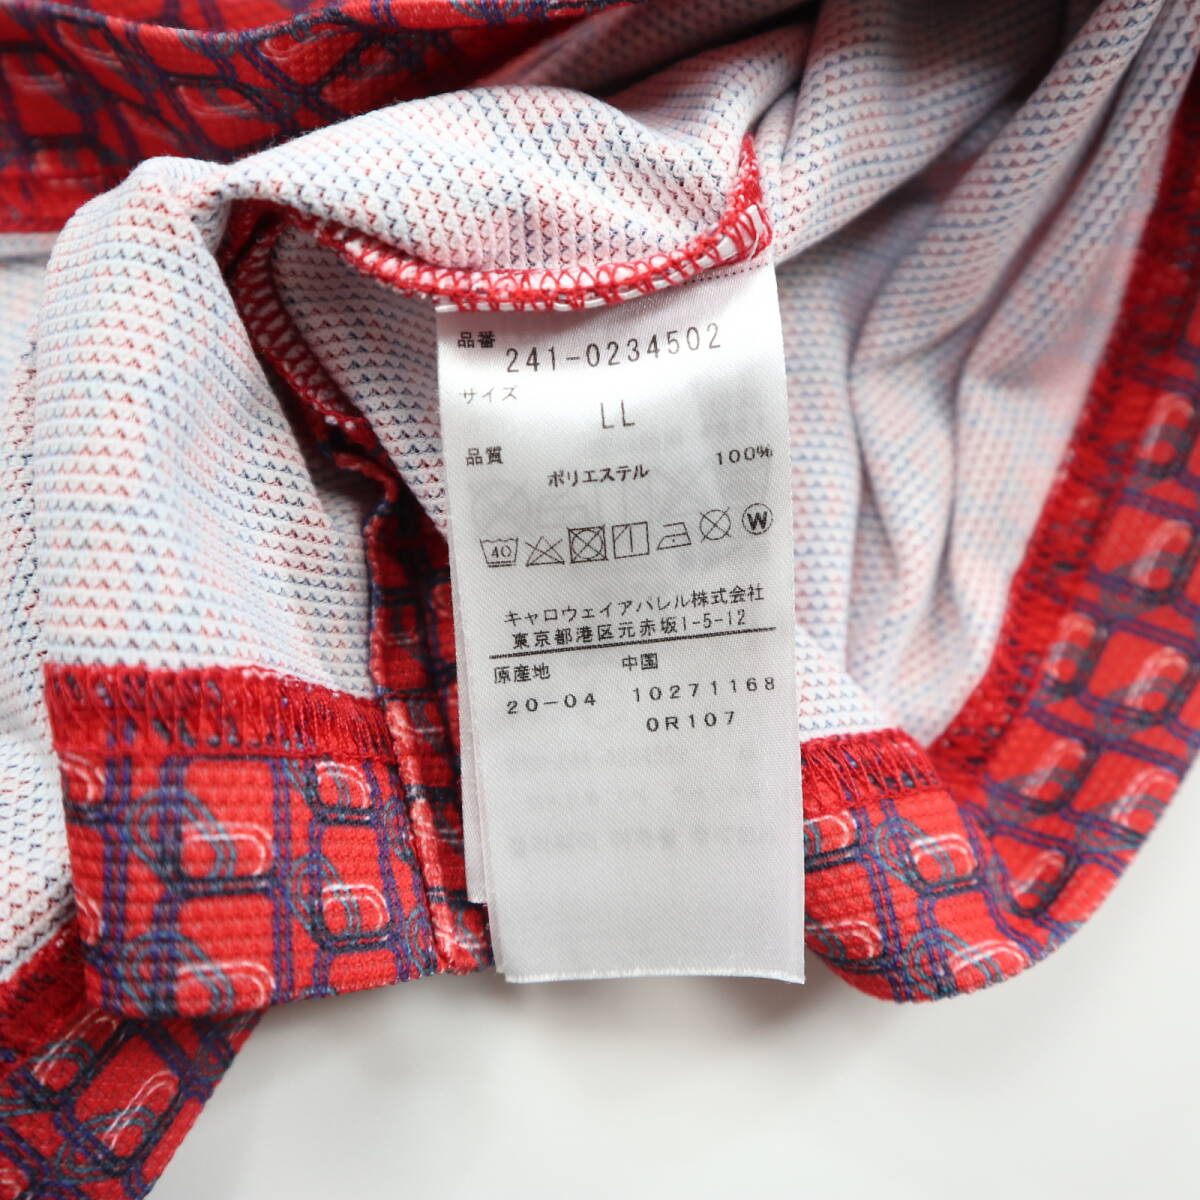 品番
241-0234502
サイズ
LL
品質
ポリエステル 100%
40 W
キャロウェイアパレル株式会社
東京都港区元赤坂1-5-12
原産地 中国
20-04 10271168
0R107